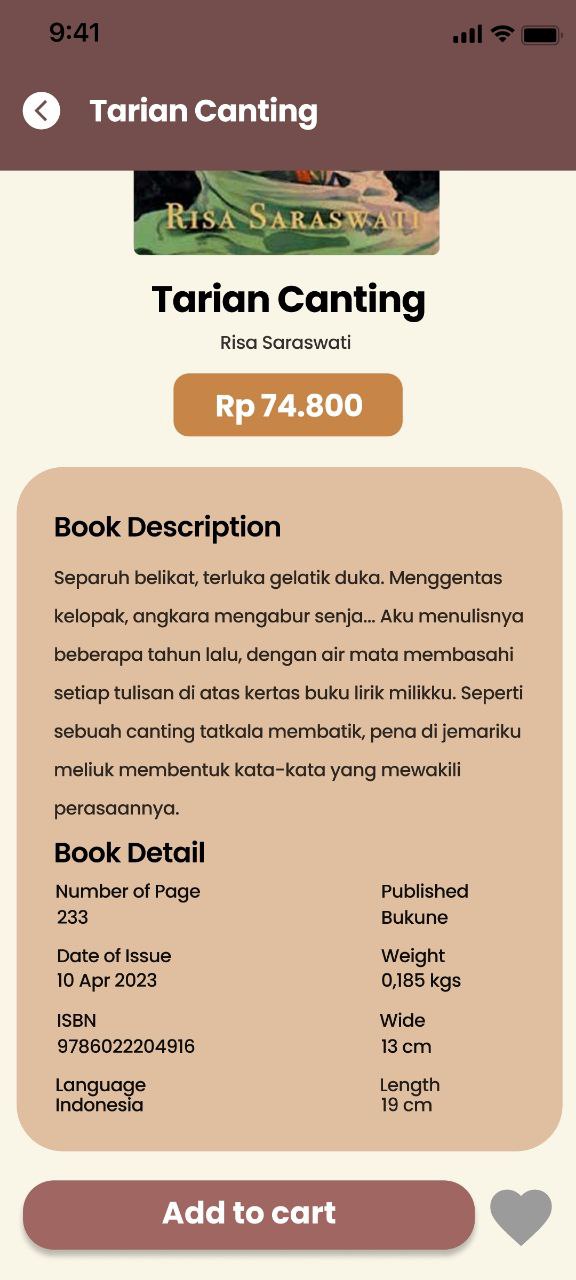 9:41
Tarian Canting
RISA SARASWATI
Tarian Canting
Risa Saraswati
Rp 74.800
Book Description
Separuh belikat, terluka gelatik duka. Menggentas
kelopak, angkara mengabur senja... Aku menulisnya
beberapa tahun lalu, dengan air mata membasahi
setiap tulisan di atas kertas buku lirik milikku. Seperti
sebuah canting tatkala membatik, pena di jemariku
meliuk membentuk kata-kata yang mewakili
perasaannya.
Book Detail
Number of Page
233
Published
Bukune
Date of Issue
10 Apr 2023
Weight
0,185 kgs
ISBN
9786022204916
Wide
13 cm
Language
Indonesia
Length
19 cm
Add to cart